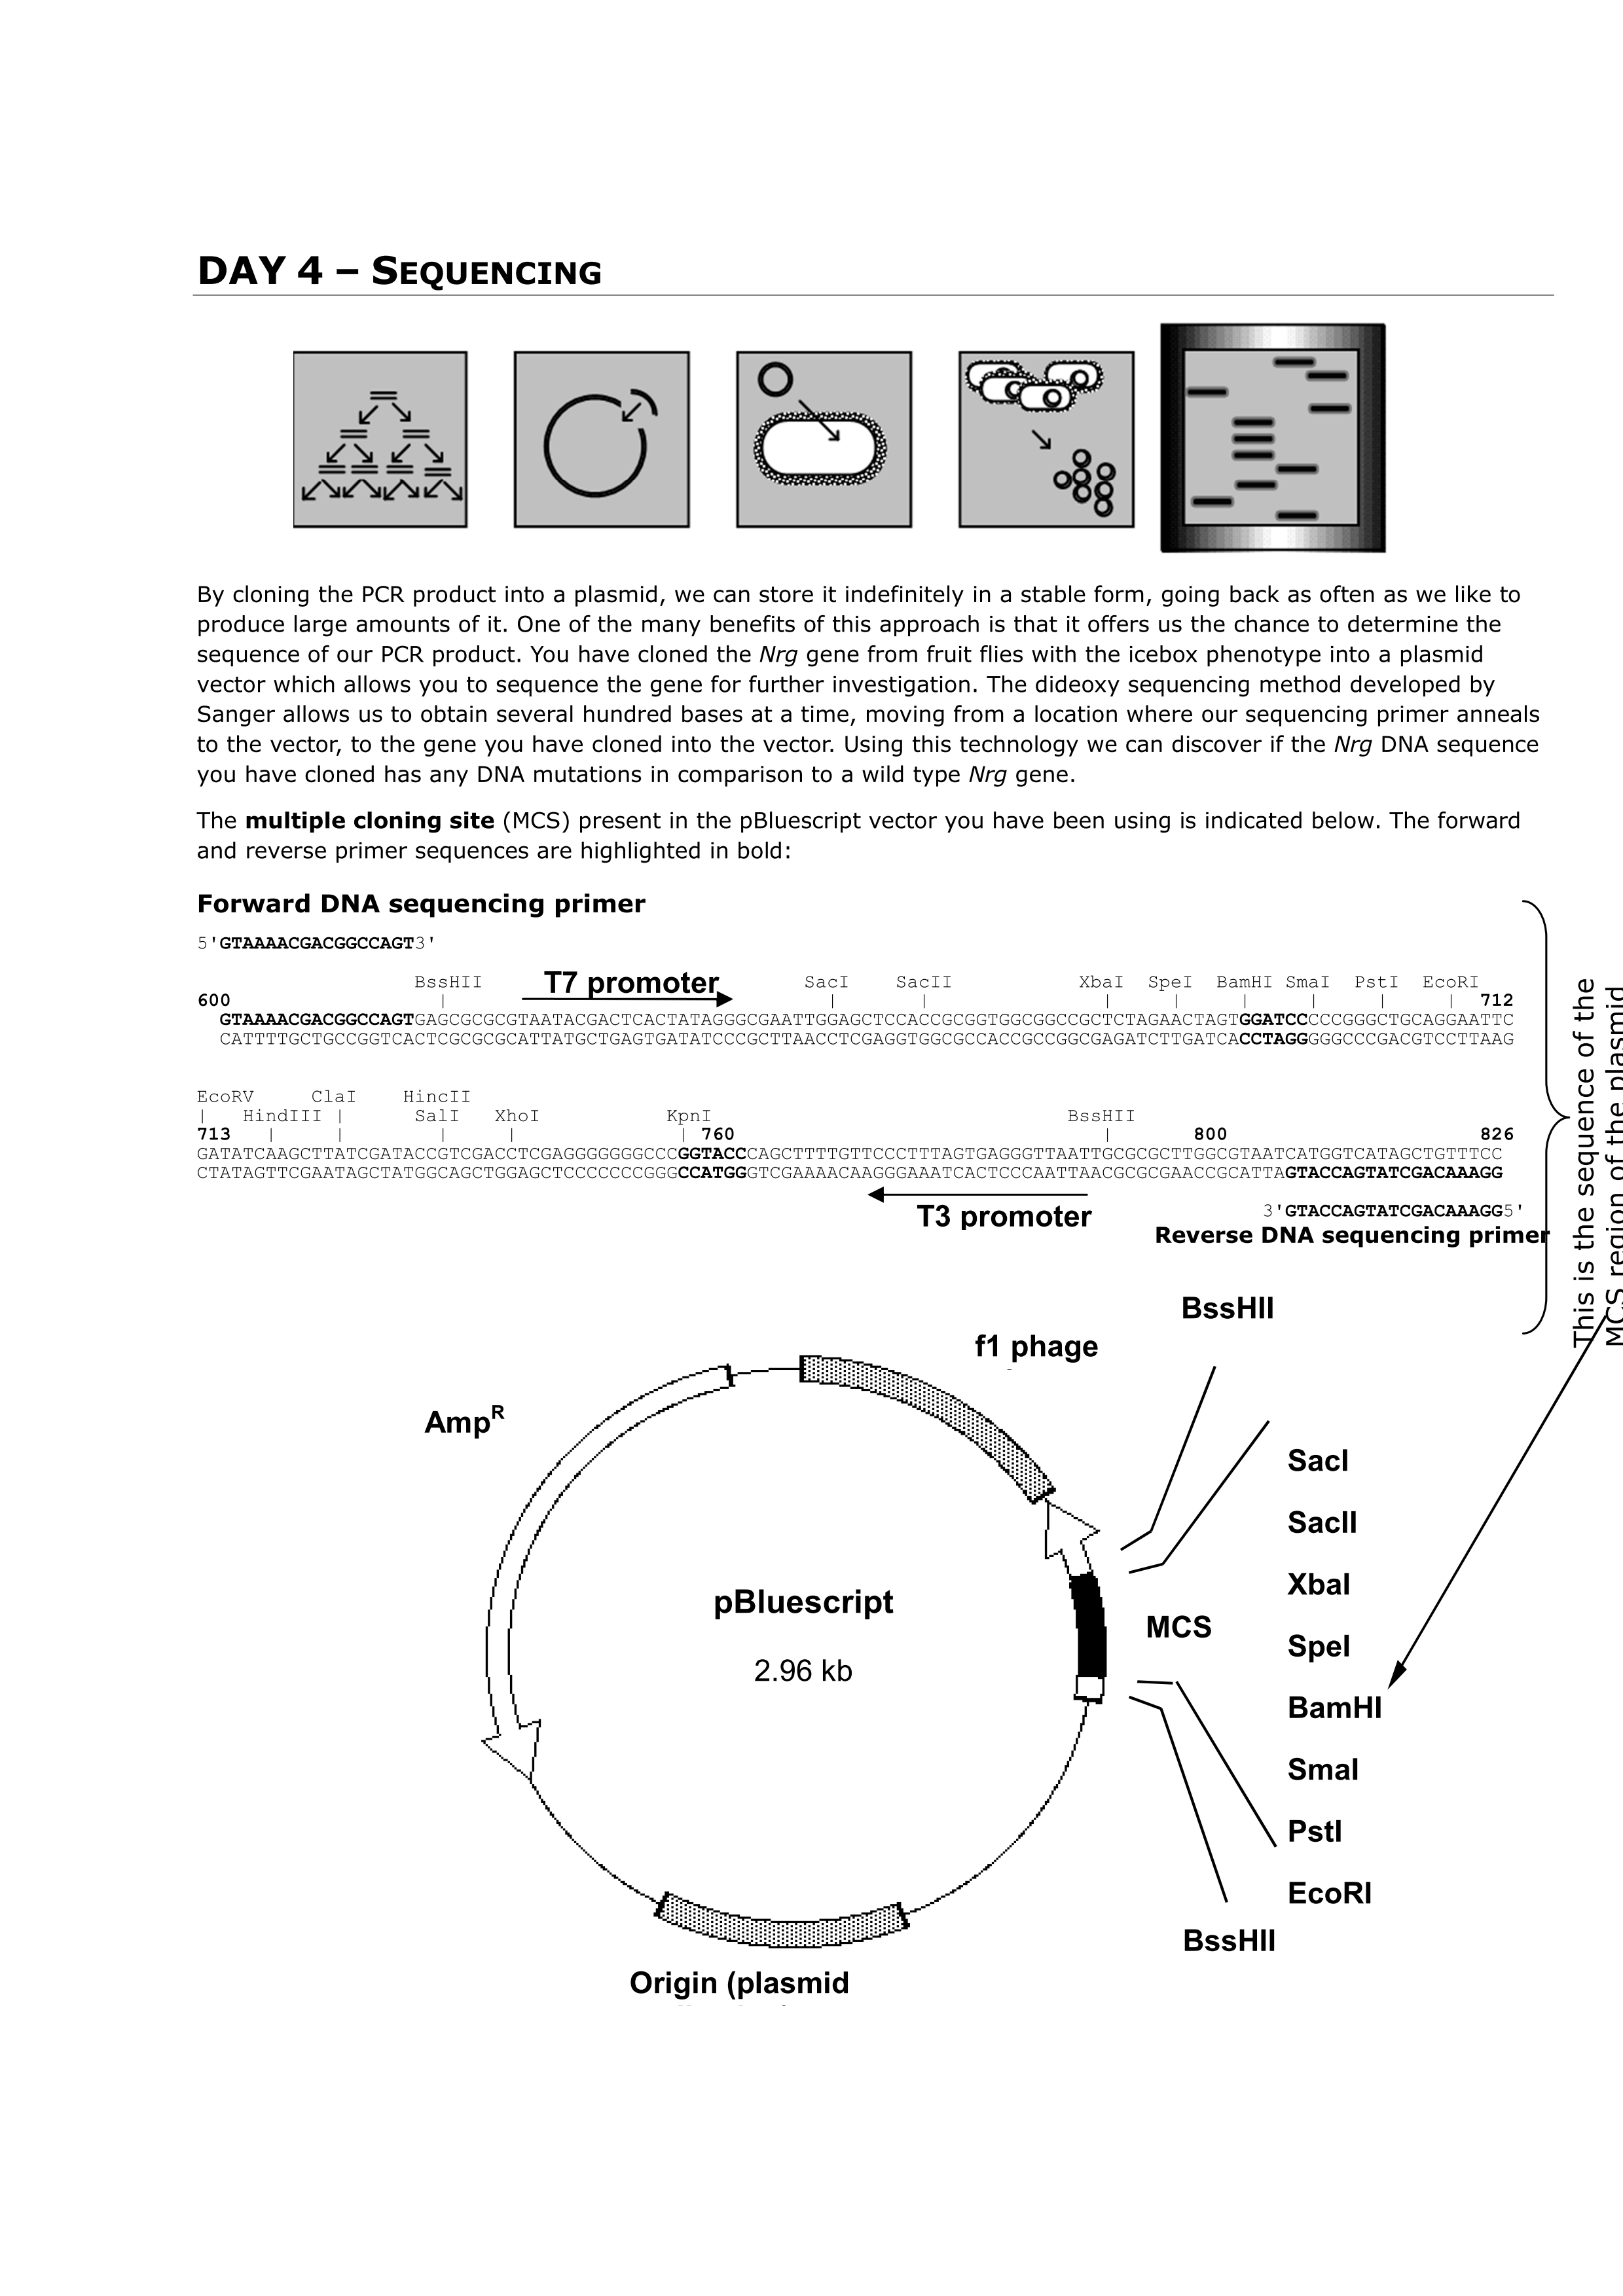 DAY 4 – SEQUENCING
By cloning the PCR product into a plasmid, we can store it indefinitely in a stable form, going back as often as we like to
produce large amounts of it. One of the many benefits of this approach is that it offers us the chance to determine the
sequence of our PCR product. You have cloned the Nrg gene from fruit flies with the icebox phenotype into a plasmid
vector which allows you to sequence the gene for further investigation. The dideoxy sequencing method developed by
Sanger allows us to obtain several hundred bases at a time, moving from a location where our sequencing primer anneals
to the vector, to the gene you have cloned into the vector. Using this technology we can discover if the Nrg DNA sequence
you have cloned has any DNA mutations in comparison to a wild type Nrg gene.
The multiple cloning site (MCS) present in the pBluescript vector you have been using is indicated below. The forward
and reverse primer sequences are highlighted in bold:
Forward DNA sequencing primer
5'GTAAAACGACGGCCAGT3'
BssHII T7 promoter SacI SacII XbaI SpeI BamHI SmaI PstI EcoRI
600 | | | | | | | | 712
GTAAAACGACGGCCAGTGAGCGCGCGTAATACGACTCACTATAGGGCGAATTGGAGCTCCACCGCGGTGGCGGCCGCTCTAGAACTAGTGGATCCCCCGGGCTGCAGGAATTC
CATTTTGCTGCCGGTCACTCGCGCGCATTATGCTGAGTGATATCCCGCTTAACCTCGAGGTGGCGCCACCGCCGGCGAGATCTTGATCACCTAGGGGGCCCGACGTCCTTAAG
EcoRV ClaI HincII
| HindIII | SalI XhoI KpnI BssHII
713 | | | | | 760 | 800 826
GATATCAAGCTTATCGATACCGTCGACCTCGAGGGGGGGCCCGGTACCCAGCTTTTGTTCCCTTTAGTGAGGGTTAATTGCGCGCTTGGCGTAATCATGGTCATAGCTGTTTCC
CTATAGTTCGAATAGCTATGGCAGCTGGAGCTCCCCCCCGGGCCATGGGTCGAAAACAAGGGAAATCACTCCCAATTAACGCGCGAACCGCATTAGTACCAGTATCGACAAAGG
T3 promoter
3'GTACCAGTATCGACAAAGG5'
Reverse DNA sequencing primer
This is the sequence of the
MCS region of the plasmid
BssHII
f1 phage
Amp^R
SacI
SacII
XbaI
pBluescript
MCS
SpeI
2.96 kb
BamHI
SmaI
PstI
EcoRI
BssHII
Origin (plasmid